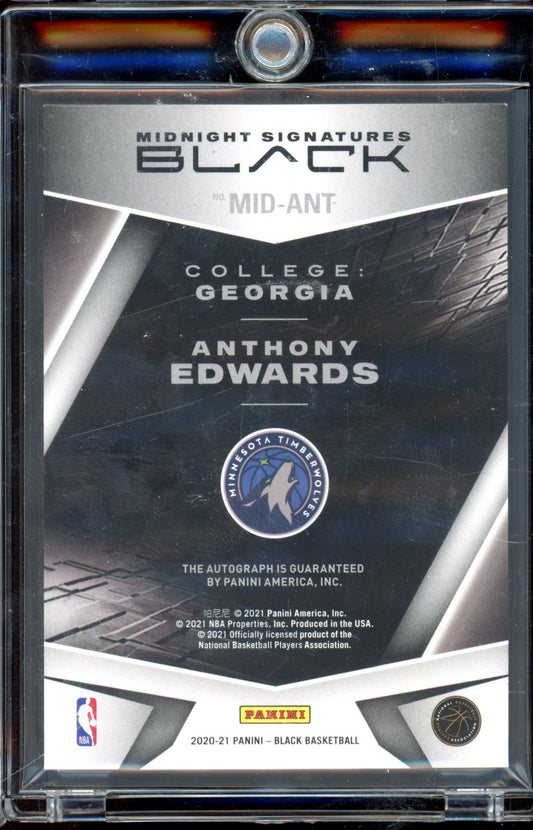 MIDNIGHT SIGNATURES
BLACK
NO. MID-ANT
COLLEGE:
GEORGIA
ANTHONY
EDWARDS
MINNESOTA TIMBERWOLVES
THE AUTOGRAPH IS GUARANTEED
BY PANINI AMERICA, INC.
帕尼尼 © 2021 Panini America, Inc.
© 2021 NBA Properties, Inc. Produced in the USA.
© 2021 Officially licensed product of the
National Basketball Players Association.
NBA
PANINI
2020-21 PANINI – BLACK BASKETBALL